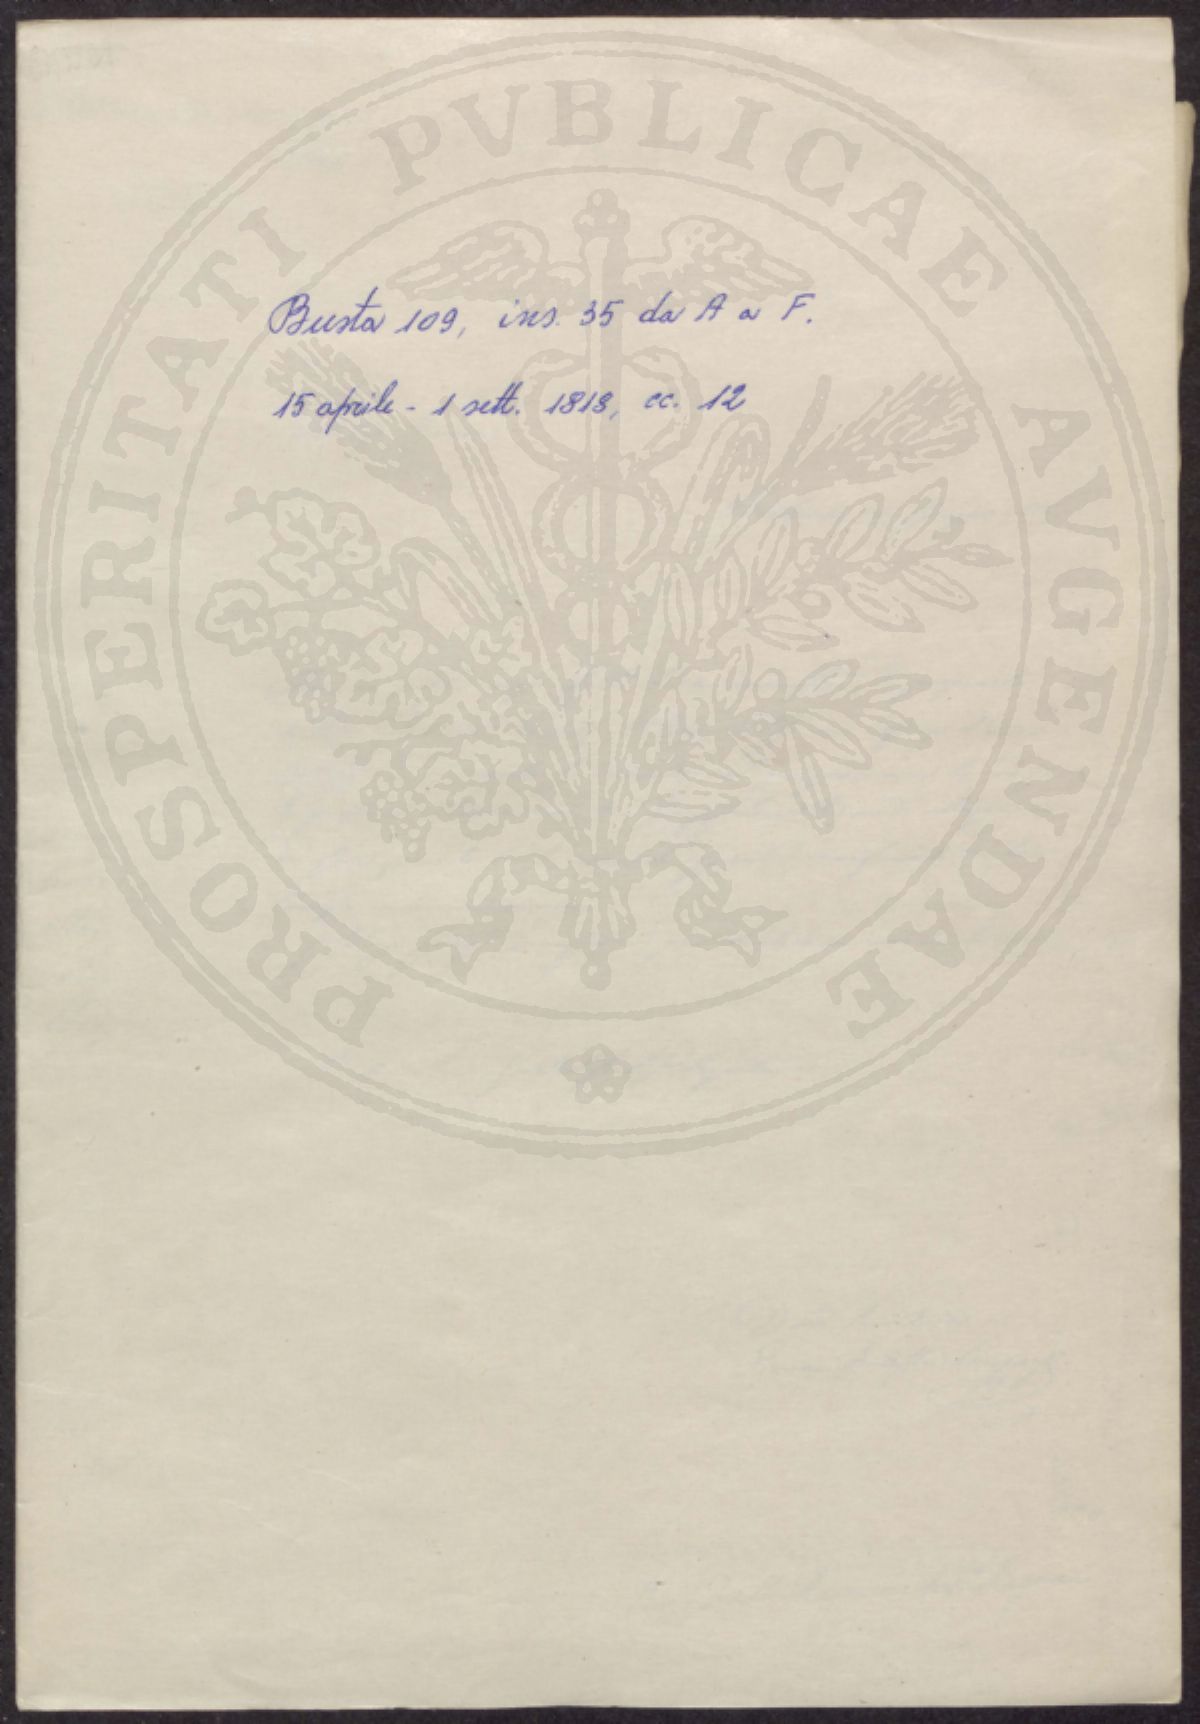 Busta 109, ins. 35 da A a F.
15 aprile - 1 sett. 1818, cc. 12
PROSPERITATI PVBLICAE AVGENDAE